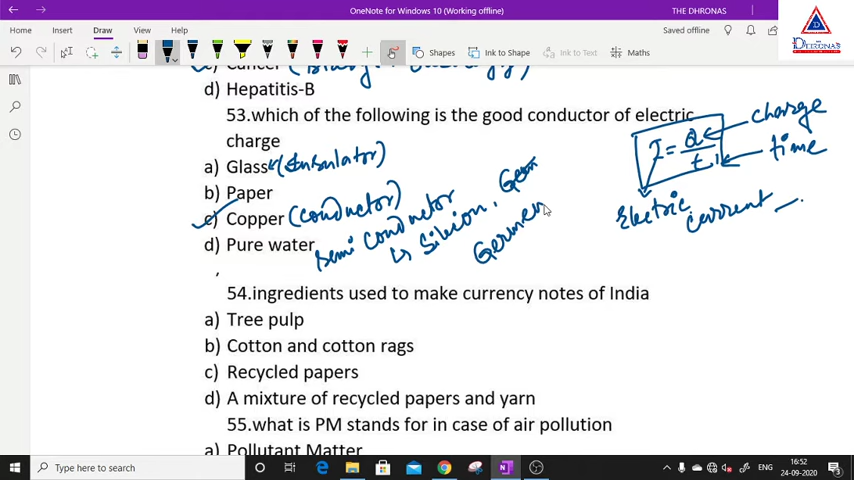 OneNote for Windows 10 (Working offline)
THE DHRONAS
Home Insert Draw View Help
Saved offline
Shapes Ink to Shape Ink to Text Maths
DHRONAS
c) Cancer
d) Hepatitis-B
53.which of the following is the good conductor of electric
charge
a) Glass (Insulator)
b) Paper
c) Copper (conductor)
d) Pure water
semi conductor
↳ Silicon, Germ
Germen
I = Q/t
charge
time
Electric
current
54.ingredients used to make currency notes of India
a) Tree pulp
b) Cotton and cotton rags
c) Recycled papers
d) A mixture of recycled papers and yarn
55.what is PM stands for in case of air pollution
a) Pollutant Matter
Type here to search
ENG
16:52
24-09-2020